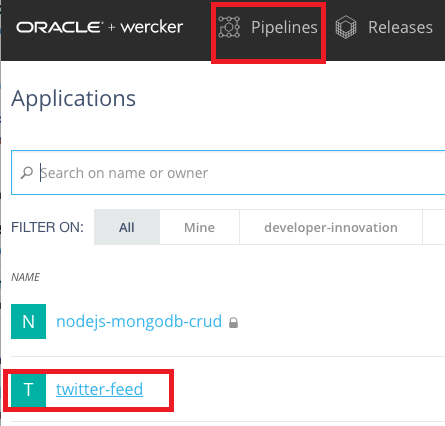 ORACLE + wercker Pipelines Releases
Applications
Search on name or owner
FILTER ON: All Mine developer-innovation
NAME
N nodejs-mongodb-crud
T twitter-feed